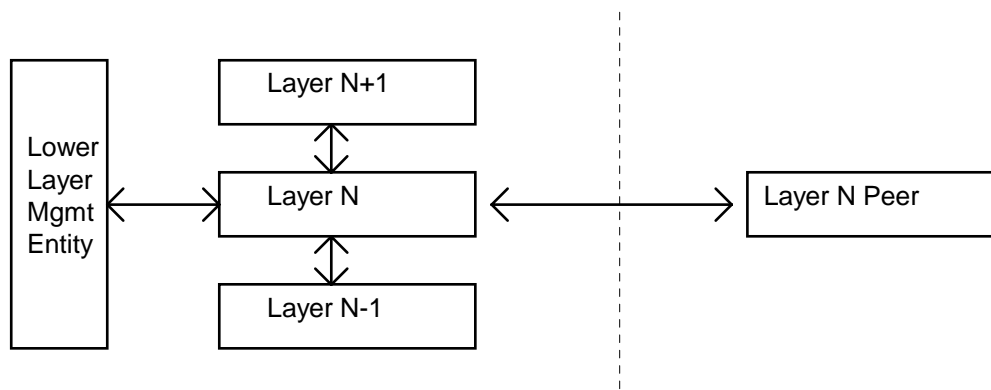 Layer N+1
Lower
Layer
Mgmt
Entity
Layer N
Layer N Peer
Layer N-1